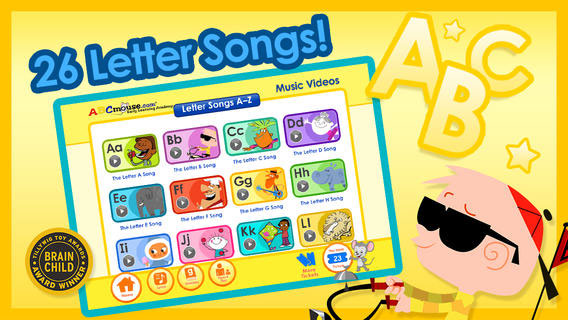 26 Letter Songs!
ABC
ABCmouse.com
Early Learning Academy
Letter Songs A–Z
Music Videos
Aa
Bb
Cc
Dd
The Letter A Song
The Letter B Song
The Letter C Song
The Letter D Song
Ee
Ff
Gg
Hh
The Letter E Song
The Letter F Song
The Letter G Song
The Letter H Song
Ii
Jj
Kk
Ll
TILLYWIG TOY AWARDS
BRAIN
CHILD
AWARD WINNER
More
Tickets
23